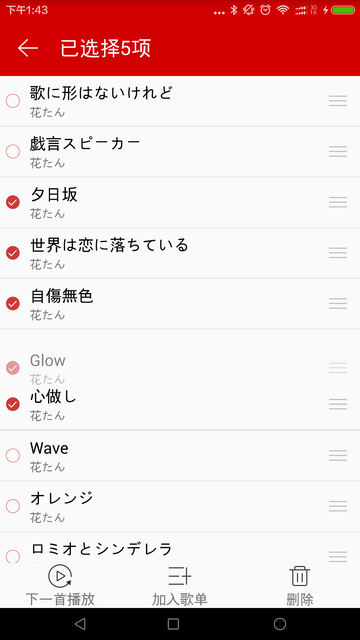 下午1:43
已选择5项
歌に形はないけれど
花たん
戯言スピーカー
花たん
夕日坂
花たん
世界は恋に落ちている
花たん
自傷無色
花たん
Glow
花たん
心做し
花たん
Wave
花たん
オレンジ
花たん
ロミオとシンデレラ
下一首播放
加入歌单
删除